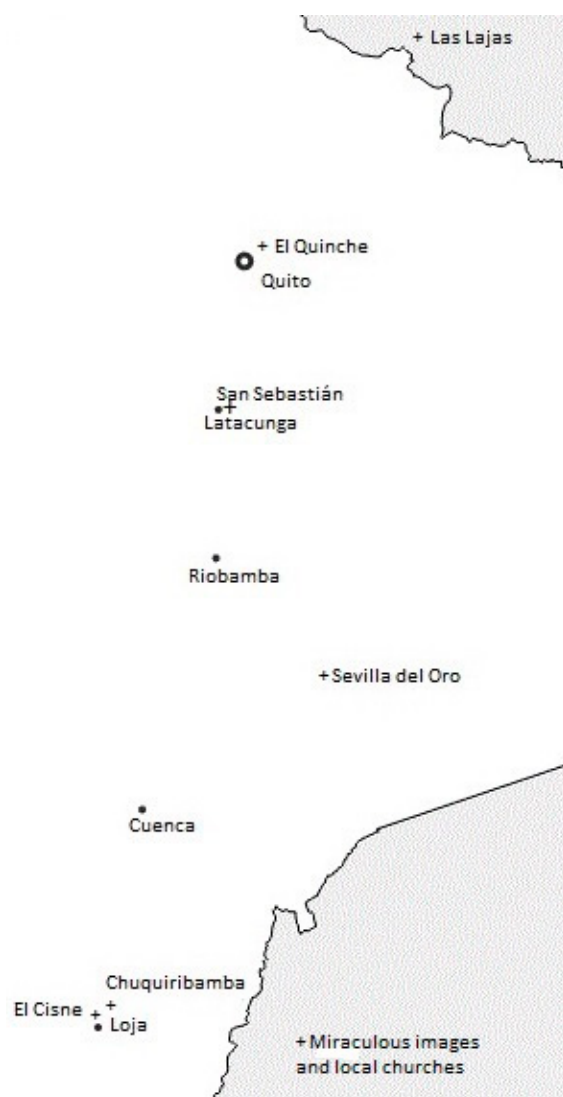 + Las Lajas
+ El Quinche
Quito
San Sebastián
Latacunga
Riobamba
+ Sevilla del Oro
Cuenca
Chuquiribamba
El Cisne +
Loja
+ Miraculous images
and local churches